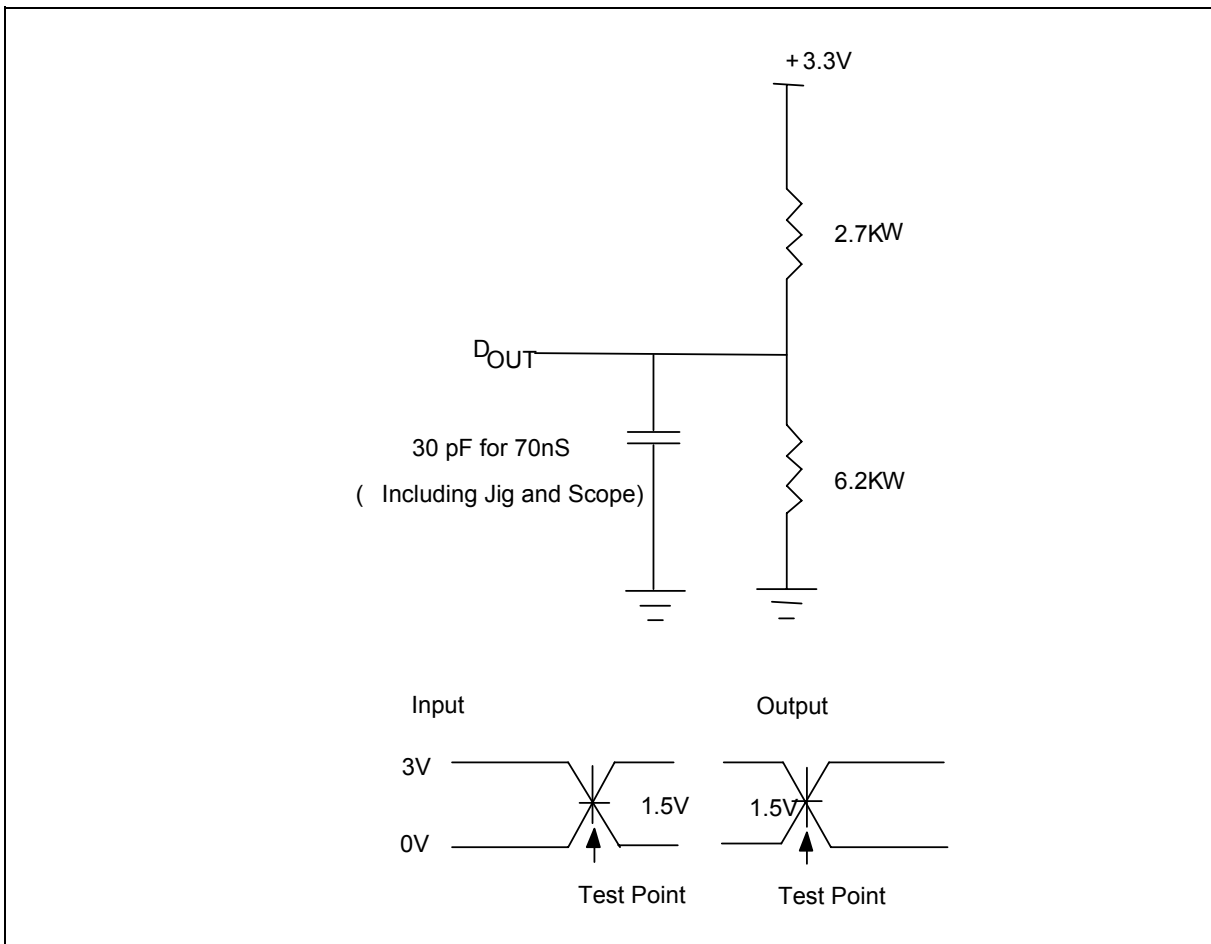 +3.3V
2.7KW
DOUT
30 pF for 70nS
( Including Jig and Scope)
6.2KW
Input
Output
3V
1.5V
1.5V
0V
Test Point
Test Point